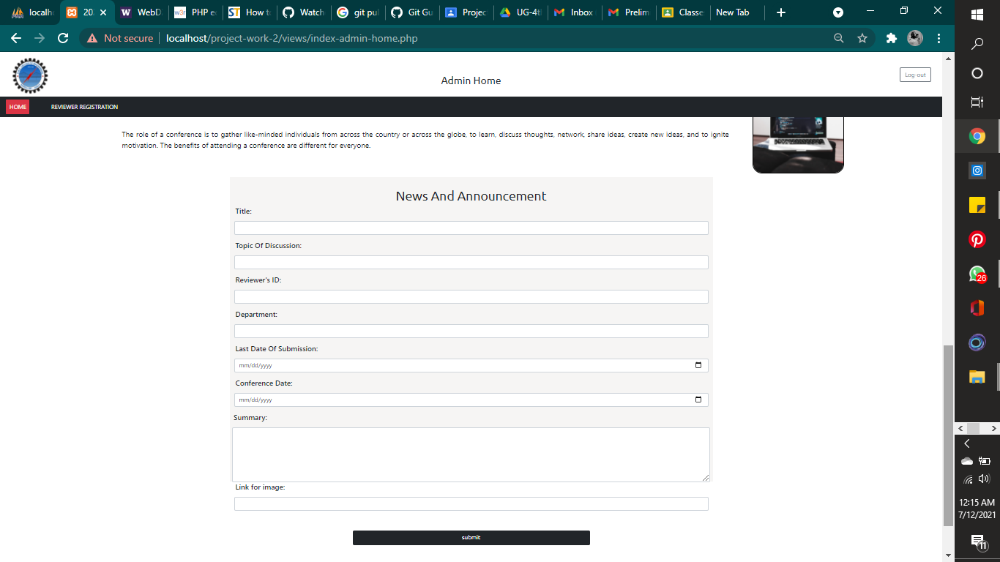 localh
20.
WebD
PHP e
How t
Watch
git pul
Git Gu
Projec
UG-4t
Inbox
Prelim
Classe
New Tab
Not secure
localhost/project-work-2/views/index-admin-home.php
Admin Home
Log-out
HOME
REVIEWER REGISTRATION
The role of a conference is to gather like-minded individuals from across the country or across the globe, to learn, discuss thoughts, network, share ideas, create new ideas, and to ignite
motivation. The benefits of attending a conference are different for everyone.
News And Announcement
Title:
Topic Of Discussion:
Reviewer's ID:
Department:
Last Date Of Submission:
mm/dd/yyyy
Conference Date:
mm/dd/yyyy
Summary:
Link for image:
submit
26
12:15 AM
7/12/2021
11